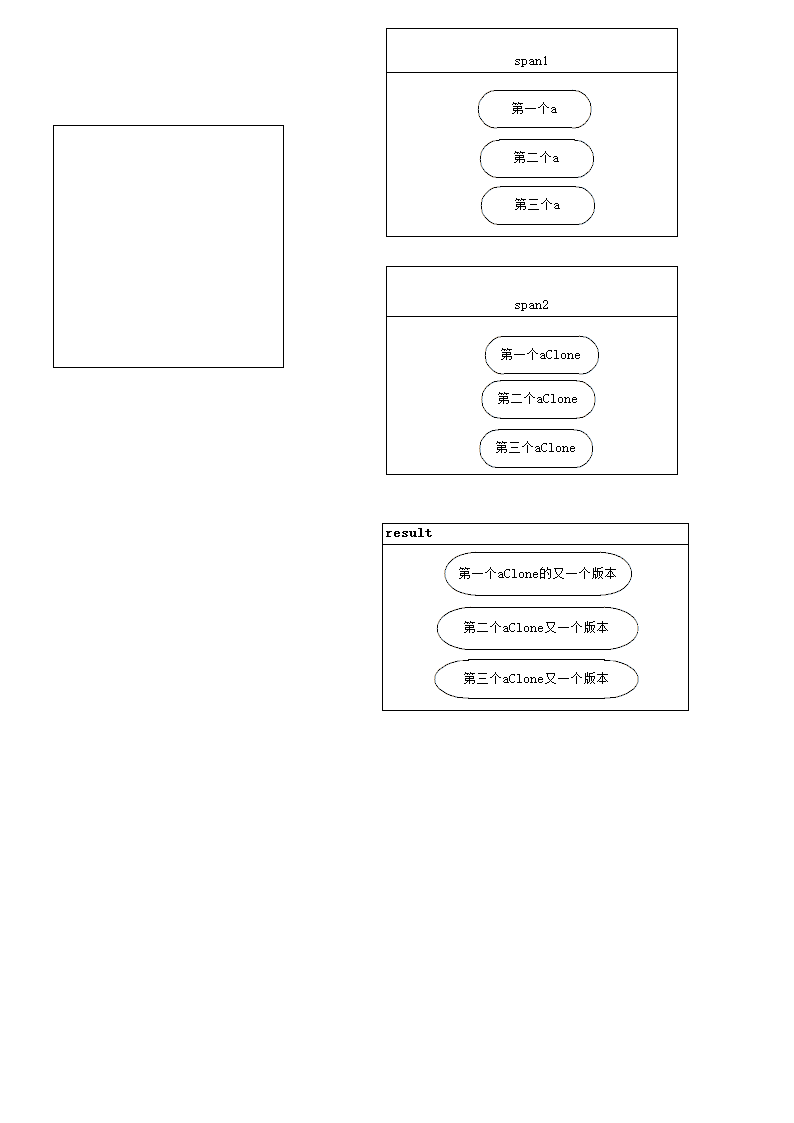 span1
第一个a
第二个a
第三个a
span2
第一个aClone
第二个aClone
第三个aClone
result
第一个aClone的又一个版本
第二个aClone又一个版本
第三个aClone又一个版本